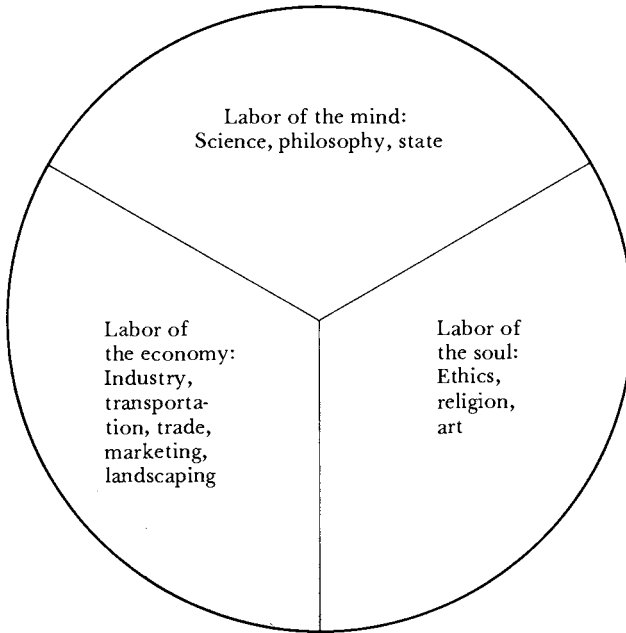 Labor of the mind:
Science, philosophy, state
Labor of
the economy:
Industry,
transporta-
tion, trade,
marketing,
landscaping
Labor of
the soul:
Ethics,
religion,
art